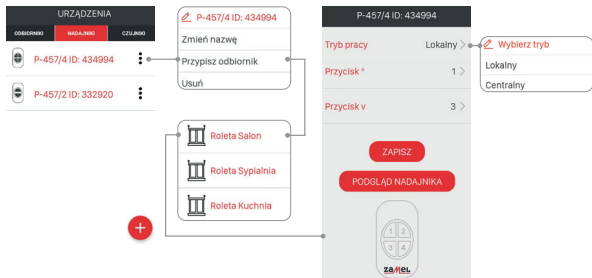 URZĄDZENIA
ODBIORNIKI NADAJNIKI CZUJNIKI
P-457/4 ID: 434994
P-457/2 ID: 332920
+
P-457/4 ID: 434994
Zmień nazwę
Przypisz odbiornik
Usuń
Roleta Salon
Roleta Sypialnia
Roleta Kuchnia
P-457/4 ID: 434994
Tryb pracy Lokalny >
Przycisk ^ 1 >
Przycisk v 3 >
ZAPISZ
PODGLĄD NADAJNIKA
1 2
3 4
ZAMEL
Wybierz tryb
Lokalny
Centralny